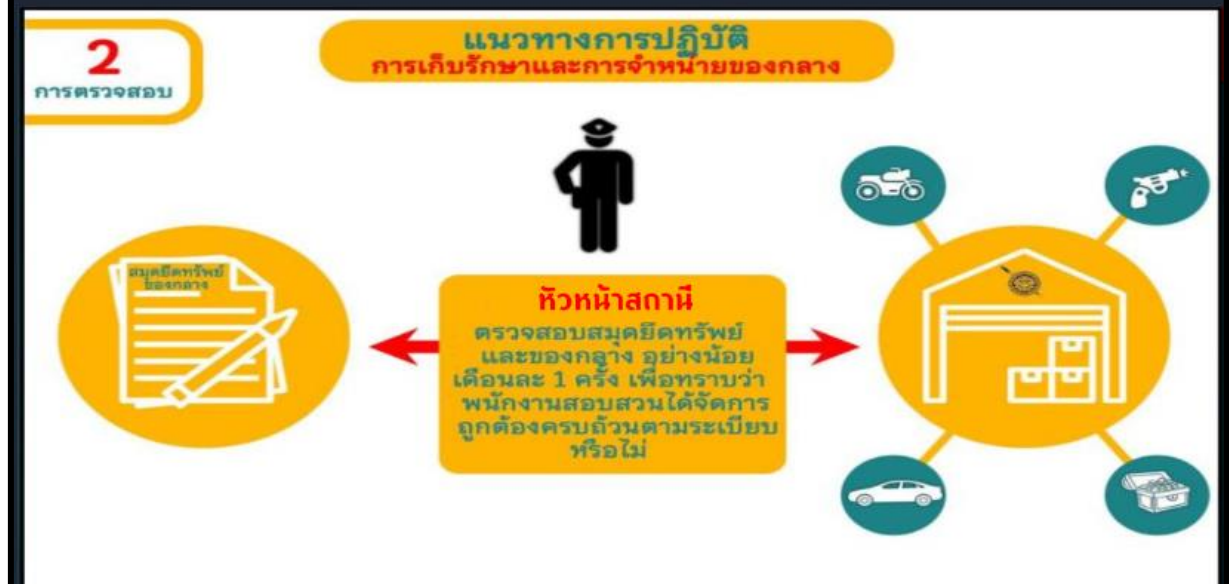 2
การตรวจสอบ
แนวทางการปฏิบัติ
การเก็บรักษาและการจำหน่ายของกลาง
สมุดยึดทรัพย์
ของกลาง
หัวหน้าสถานี
ตรวจสอบสมุดยึดทรัพย์
และของกลาง อย่างน้อย
เดือนละ 1 ครั้ง เพื่อทราบว่า
พนักงานสอบสวนได้จัดการ
ถูกต้องครบถ้วนตามระเบียบ
หรือไม่